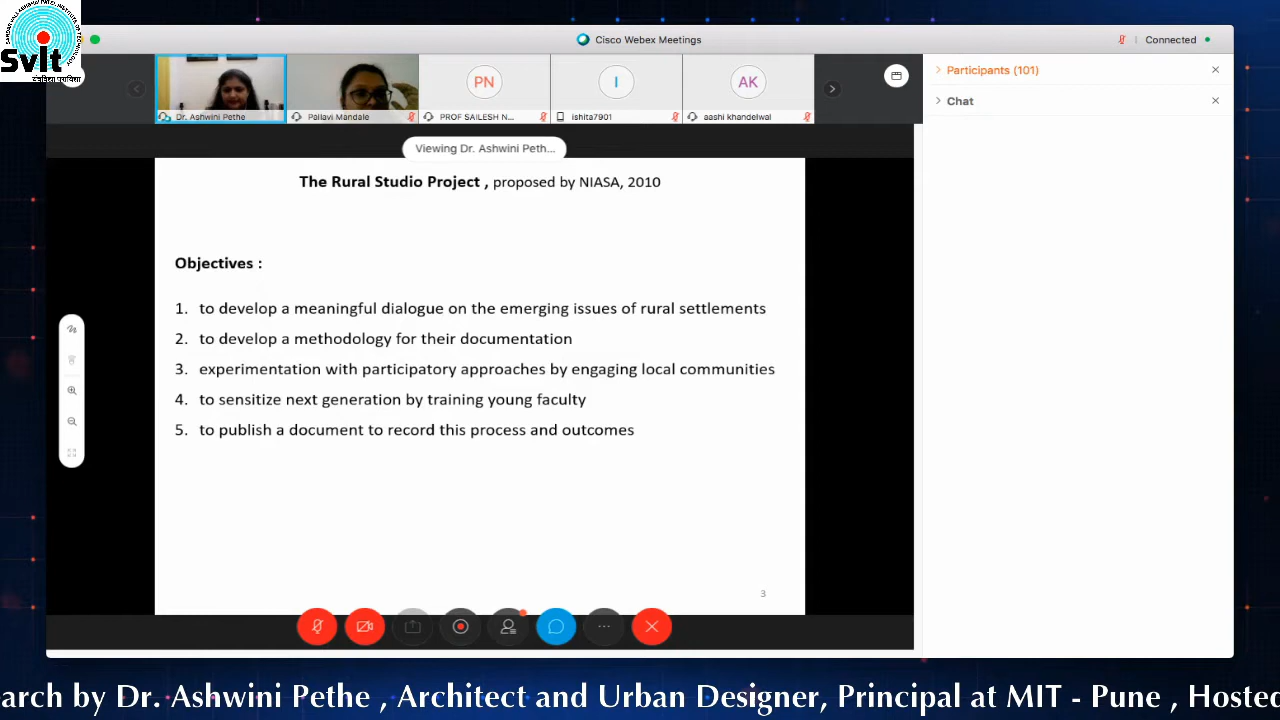 Svit
Cisco Webex Meetings
Connected
PN
I
AK
Dr. Ashwini Pethe
Pallavi Mandale
PROF SAILESH N...
ishita7901
aashi khandelwal
Participants (101)
Chat
Viewing Dr. Ashwini Peth...
The Rural Studio Project , proposed by NIASA, 2010
Objectives :
1. to develop a meaningful dialogue on the emerging issues of rural settlements
2. to develop a methodology for their documentation
3. experimentation with participatory approaches by engaging local communities
4. to sensitize next generation by training young faculty
5. to publish a document to record this process and outcomes
3
arch by Dr. Ashwini Pethe , Architect and Urban Designer, Principal at MIT - Pune , Hosted